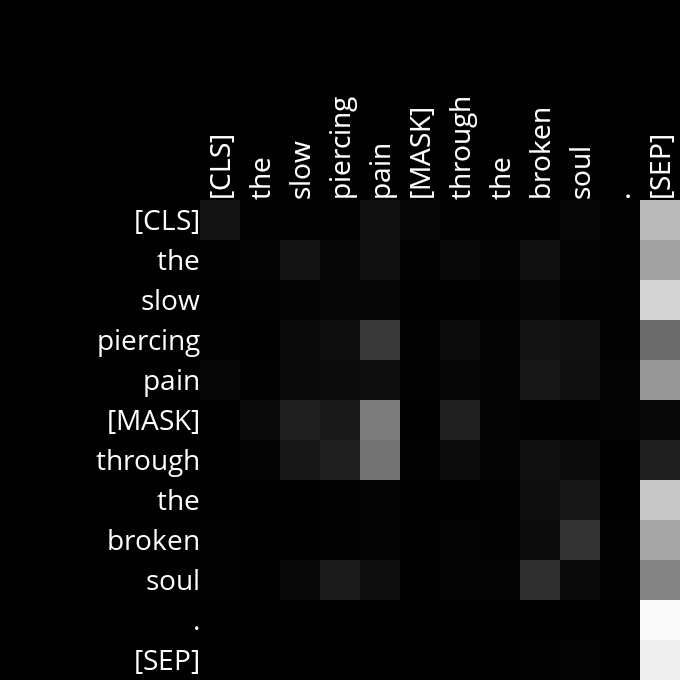 [CLS] the slow piercing pain [MASK] through the broken soul . [SEP]
[CLS]
the
slow
piercing
pain
[MASK]
through
the
broken
soul
.
[SEP]